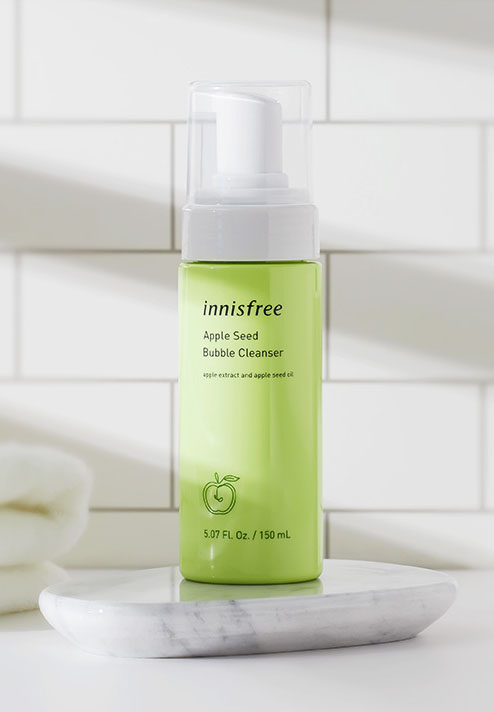 innisfree
Apple Seed
Bubble Cleanser
apple extract and apple seed oil
5.07 Fl. Oz. / 150 mL